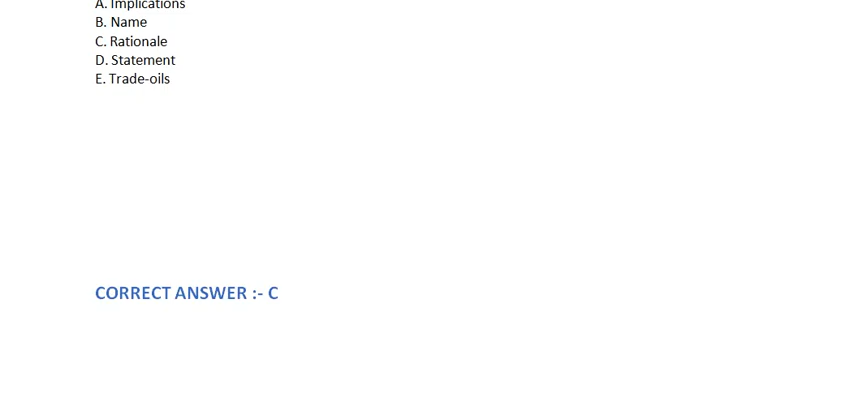 A. Implications
B. Name
C. Rationale
D. Statement
E. Trade-oils
CORRECT ANSWER :- C